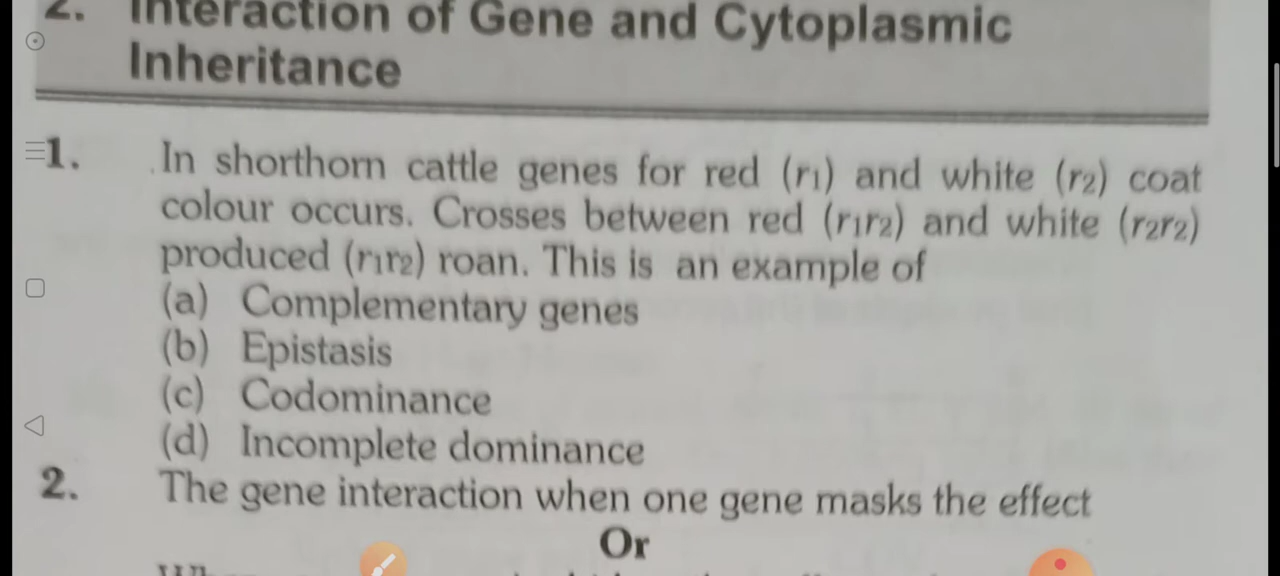 2. Interaction of Gene and Cytoplasmic
Inheritance
1. In shorthorn cattle genes for red (r1) and white (r2) coat
colour occurs. Crosses between red (r1r2) and white (r2r2)
produced (r1r2) roan. This is an example of
(a) Complementary genes
(b) Epistasis
(c) Codominance
(d) Incomplete dominance
2. The gene interaction when one gene masks the effect
Or